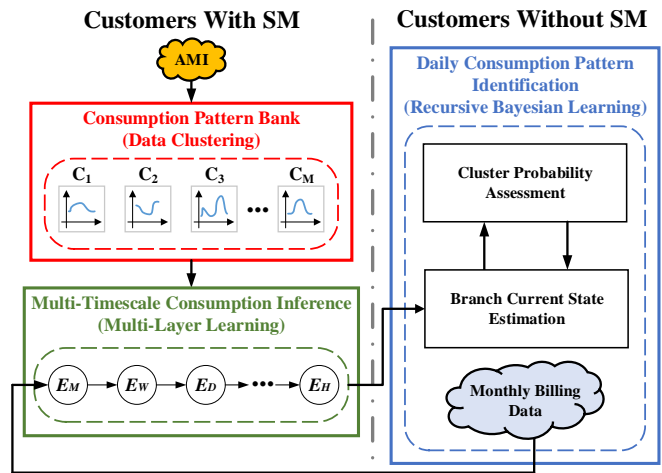 Customers With SM
AMI
Consumption Pattern Bank
(Data Clustering)
C1 C2 C3 CM
Multi-Timescale Consumption Inference
(Multi-Layer Learning)
EM EW ED EH
Customers Without SM
Daily Consumption Pattern
Identification
(Recursive Bayesian Learning)
Cluster Probability
Assessment
Branch Current State
Estimation
Monthly Billing
Data